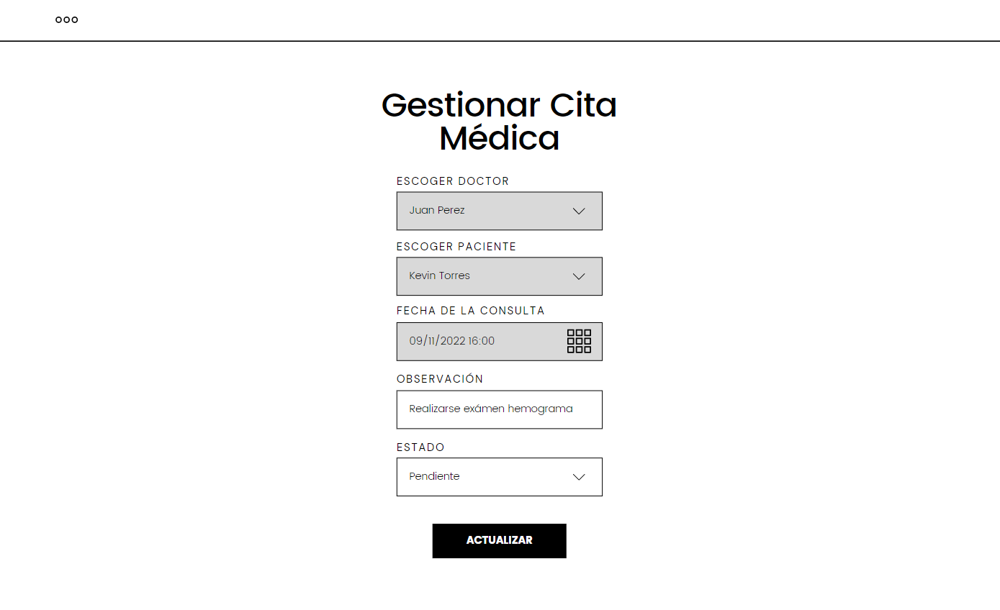 Gestionar Cita
Médica
ESCOGER DOCTOR
Juan Perez
ESCOGER PACIENTE
Kevin Torres
FECHA DE LA CONSULTA
09/11/2022 16:00
OBSERVACIÓN
Realizarse exámen hemograma
ESTADO
Pendiente
ACTUALIZAR